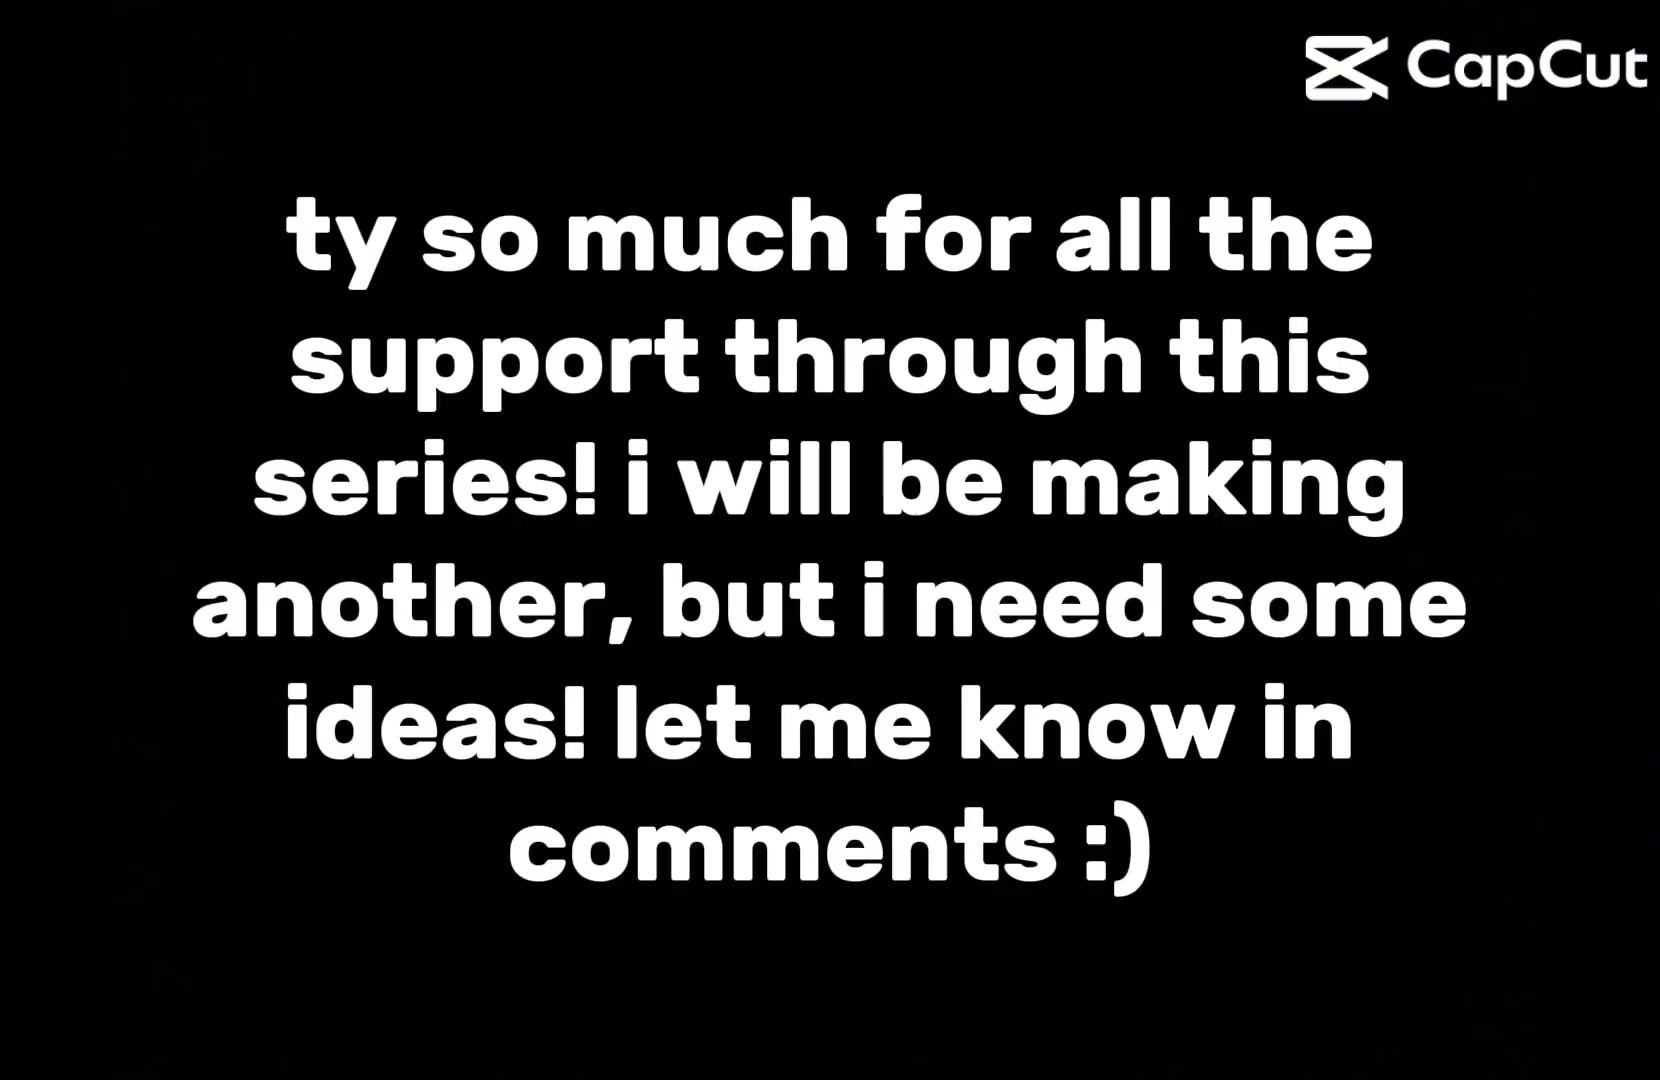 CapCut
ty so much for all the
support through this
series! i will be making
another, but i need some
ideas! let me know in
comments :)